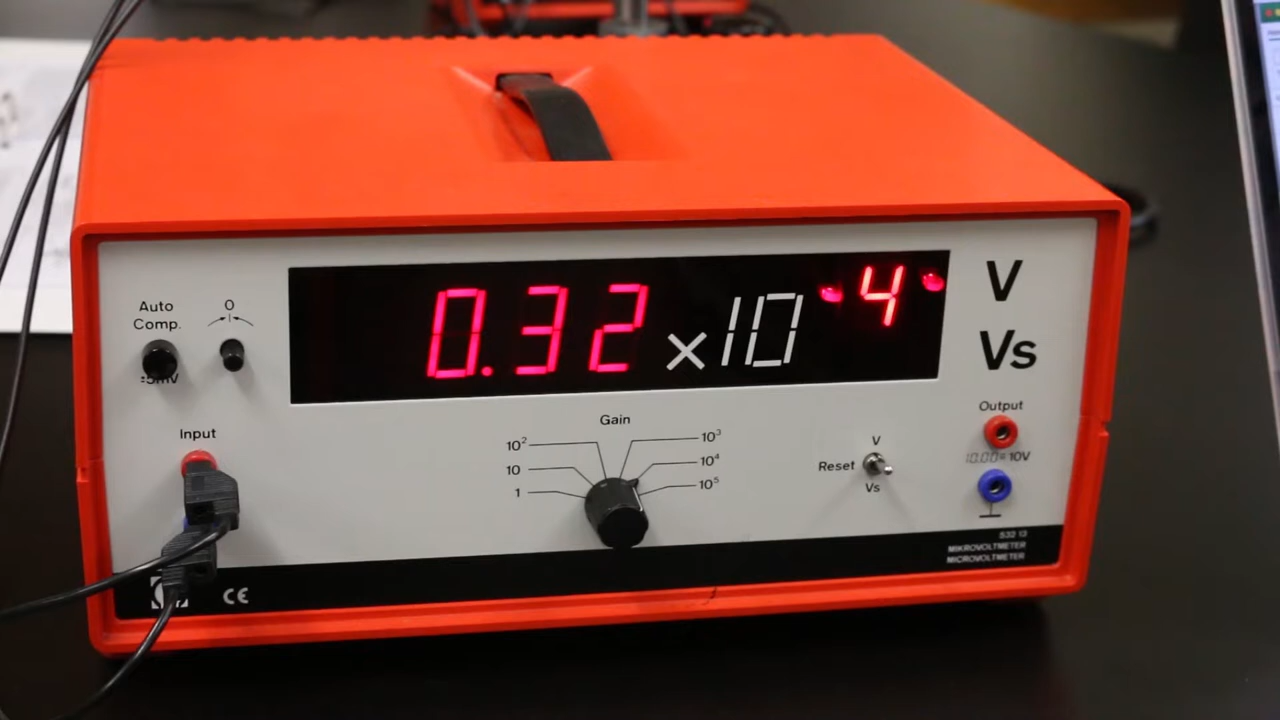 0.32 ×10⁻⁴
V
Vs
Auto
Comp.
0
±5mV
Input
Gain
10²
10
1
10³
10⁴
10⁵
V
Reset
Vs
Output
10.00=10V
532 13
MIKROVOLTMETER
MICROVOLTMETER
CE